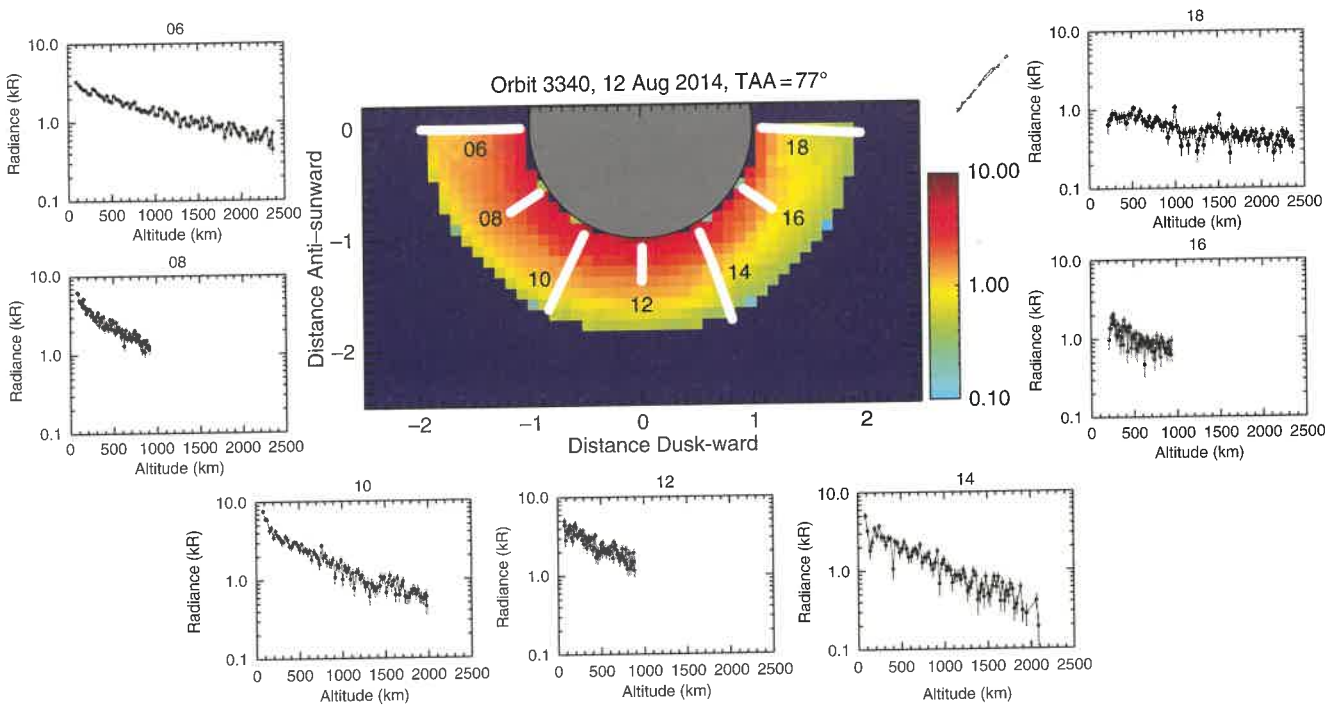 06
10.0
1.0
0.1
Radiance (kR)
0 500 1000 1500 2000 2500
Altitude (km)
08
10.0
1.0
0.1
Radiance (kR)
0 500 1000 1500 2000 2500
Altitude (km)
Orbit 3340, 12 Aug 2014, TAA = 77°
0
−1
−2
Distance Anti−sunward
06
08
10
12
14
16
18
−2 −1 0 1 2
Distance Dusk-ward
10.00
1.00
0.10
18
10.0
1.0
0.1
Radiance (kR)
0 500 1000 1500 2000 2500
Altitude (km)
16
10.0
1.0
0.1
Radiance (kR)
0 500 1000 1500 2000 2500
Altitude (km)
10
10.0
1.0
0.1
Radiance (kR)
0 500 1000 1500 2000 2500
Altitude (km)
12
10.0
1.0
0.1
Radiance (kR)
0 500 1000 1500 2000 2500
Altitude (km)
14
10.0
1.0
0.1
Radiance (kR)
0 500 1000 1500 2000 2500
Altitude (km)